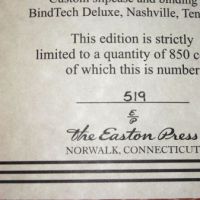 Custom slipcase and binding
BindTech Deluxe, Nashville, Ten
This edition is strictly
limited to a quantity of 850 c
of which this is number
519
E
P
The Easton Press
NORWALK, CONNECTICUT